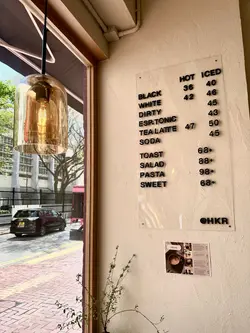 HOT ICED
BLACK 36 40
WHITE 42 46
DIRTY 45
ESP.TONIC 48
TEA LATTE 47 50
SODA 45
TOAST 68+
SALAD 88+
PASTA 98+
SWEET 68+
@HKR